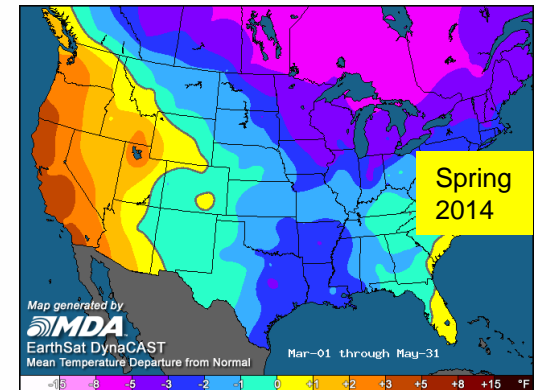 Spring
2014
Map generated by
MDA
EarthSat DynaCAST
Mean Temperature Departure from Normal
Mar-01 through May-31
-15 -8 -5 -3 -2 -1 0 +1 +2 +3 +5 +8 +15 °F